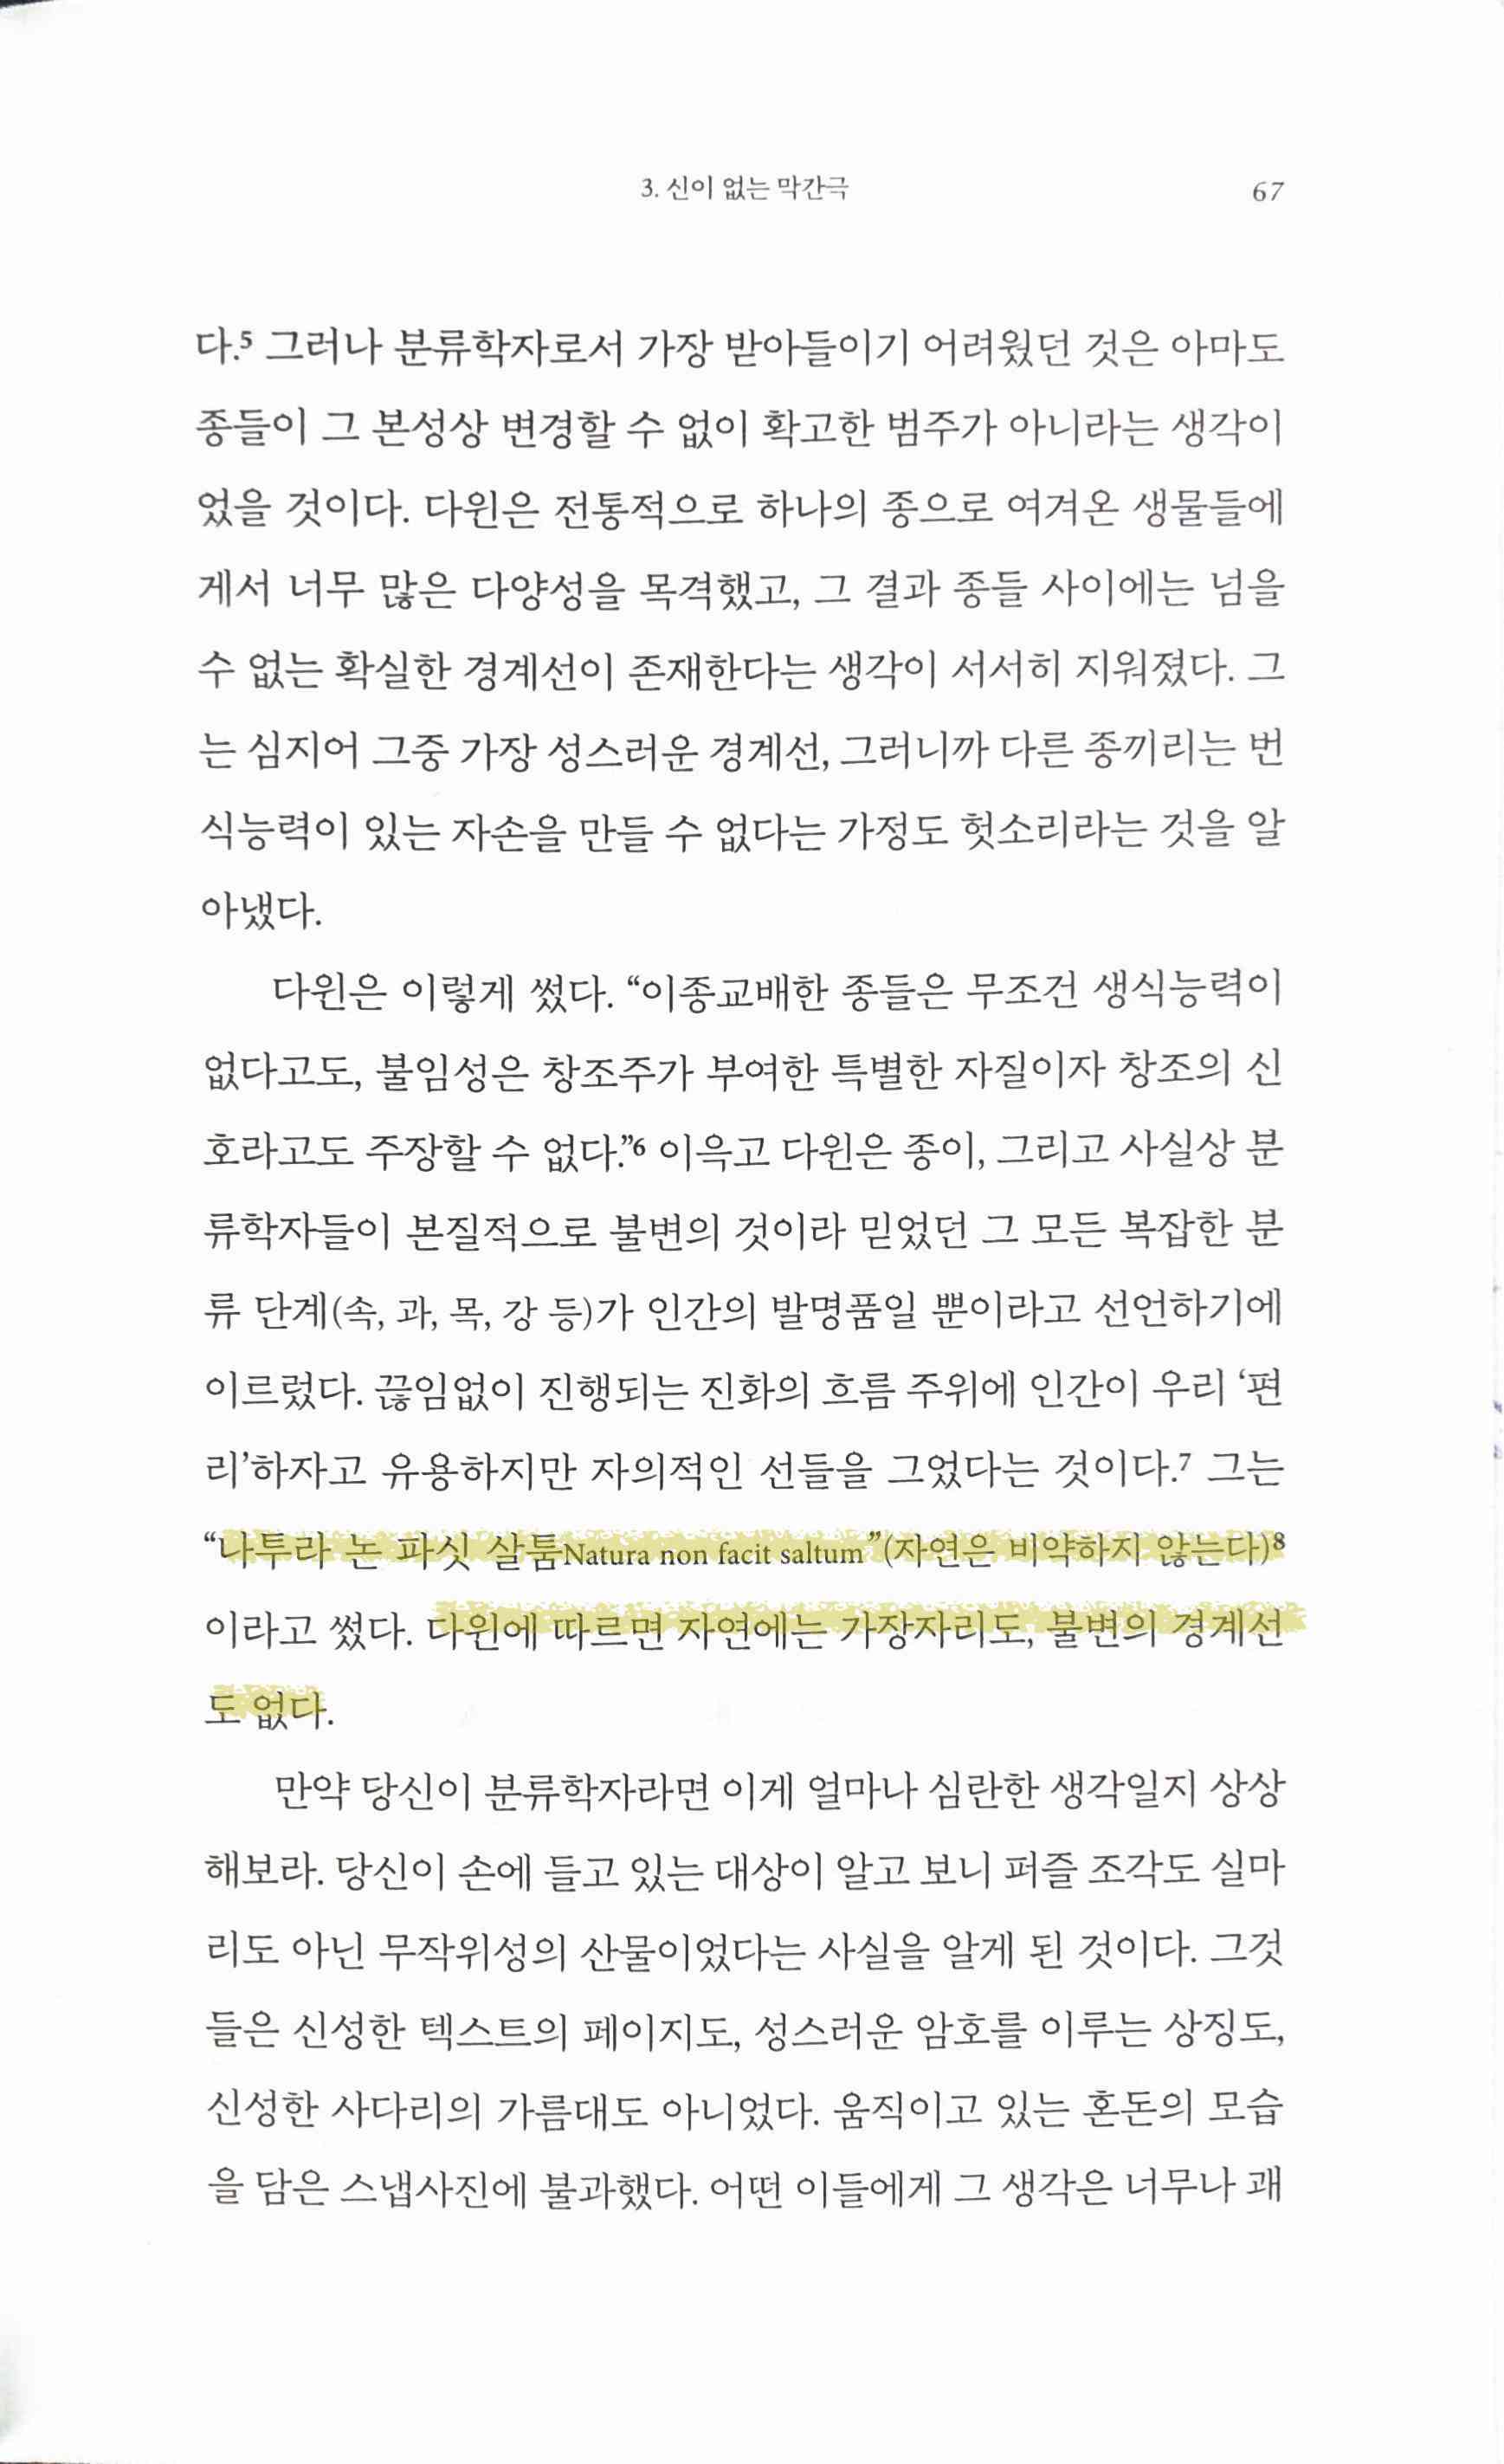 3. 신이 없는 막간극 67
다.⁵ 그러나 분류학자로서 가장 받아들이기 어려웠던 것은 아마도
종들이 그 본성상 변경할 수 없이 확고한 범주가 아니라는 생각이
었을 것이다. 다윈은 전통적으로 하나의 종으로 여겨온 생물들에
게서 너무 많은 다양성을 목격했고, 그 결과 종들 사이에는 넘을
수 없는 확실한 경계선이 존재한다는 생각이 서서히 지워졌다. 그
는 심지어 그중 가장 성스러운 경계선, 그러니까 다른 종끼리는 번
식능력이 있는 자손을 만들 수 없다는 가정도 헛소리라는 것을 알
아냈다.
다윈은 이렇게 썼다. “이종교배한 종들은 무조건 생식능력이
없다고도, 불임성은 창조주가 부여한 특별한 자질이자 창조의 신
호라고도 주장할 수 없다.”⁶ 이윽고 다윈은 종이, 그리고 사실상 분
류학자들이 본질적으로 불변의 것이라 믿었던 그 모든 복잡한 분
류 단계(속, 과, 목, 강 등)가 인간의 발명품일 뿐이라고 선언하기에
이르렀다. 끊임없이 진행되는 진화의 흐름 주위에 인간이 우리 ‘편
리’하자고 유용하지만 자의적인 선들을 그었다는 것이다.⁷ 그는
“나투라 논 파싯 살툼Natura non facit saltum”(자연은 비약하지 않는다)⁸
이라고 썼다. 다윈에 따르면 자연에는 가장자리도, 불변의 경계선
도 없다.
만약 당신이 분류학자라면 이게 얼마나 심란한 생각일지 상상
해보라. 당신이 손에 들고 있는 대상이 알고 보니 퍼즐 조각도 실마
리도 아닌 무작위성의 산물이었다는 사실을 알게 된 것이다. 그것
들은 신성한 텍스트의 페이지도, 성스러운 암호를 이루는 상징도,
신성한 사다리의 가름대도 아니었다. 움직이고 있는 혼돈의 모습
을 담은 스냅사진에 불과했다. 어떤 이들에게 그 생각은 너무나 괘